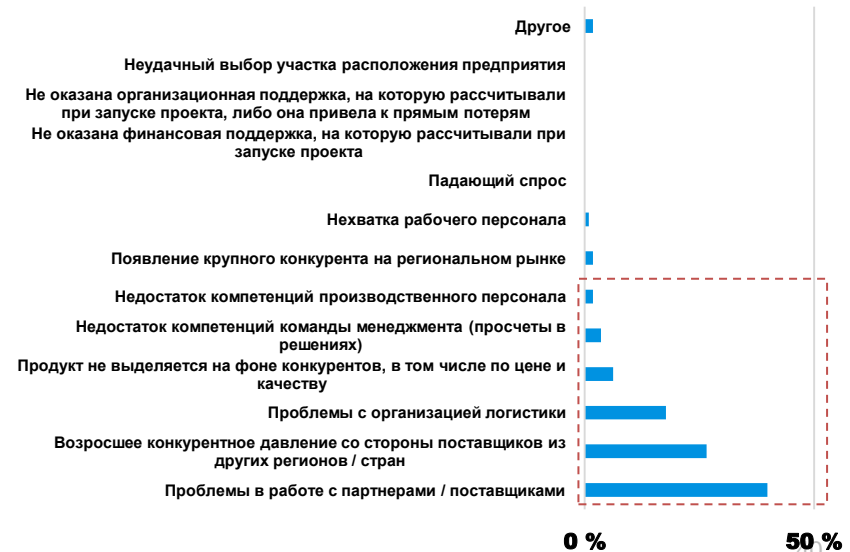 Другое
Неудачный выбор участка расположения предприятия
Не оказана организационная поддержка, на которую рассчитывали
при запуске проекта, либо она привела к прямым потерям
Не оказана финансовая поддержка, на которую рассчитывали при
запуске проекта
Падающий спрос
Нехватка рабочего персонала
Появление крупного конкурента на региональном рынке
Недостаток компетенций производственного персонала
Недостаток компетенций команды менеджмента (просчеты в
решениях)
Продукт не выделяется на фоне конкурентов, в том числе по цене и
качеству
Проблемы с организацией логистики
Возросшее конкурентное давление со стороны поставщиков из
других регионов / стран
Проблемы в работе с партнерами / поставщиками
0 %
50 %